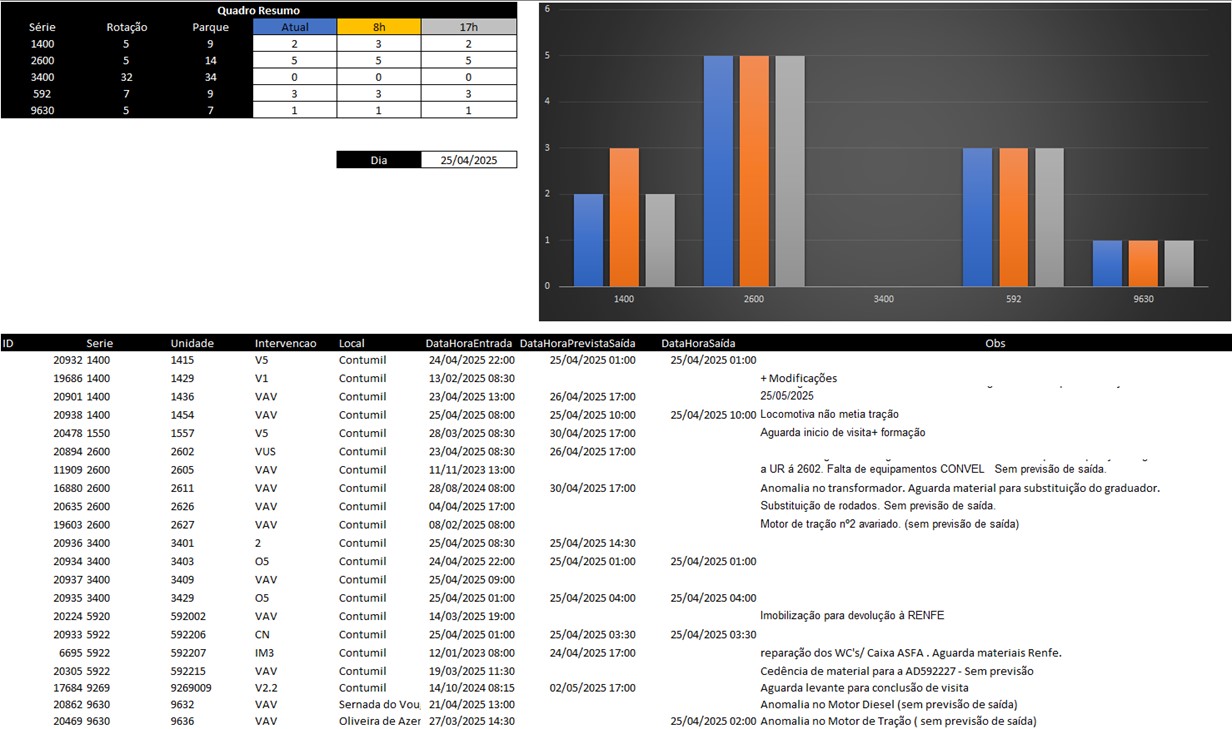 Quadro Resumo
Série Rotação Parque Atual 8h 17h
1400 5 9 2 3 2
2600 5 14 5 5 5
3400 32 34 0 0 0
592 7 9 3 3 3
9630 5 7 1 1 1
Dia 25/04/2025
6
5
4
3
2
1
0
1400 2600 3400 592 9630
ID Serie Unidade Intervencao Local DataHoraEntrada DataHoraPrevistaSaída DataHoraSaída Obs
20932 1400 1415 V5 Contumil 24/04/2025 22:00 25/04/2025 01:00 25/04/2025 01:00
19686 1400 1429 V1 Contumil 13/02/2025 08:30 + Modificações
20901 1400 1436 VAV Contumil 23/04/2025 13:00 26/04/2025 17:00 25/05/2025
20938 1400 1454 VAV Contumil 25/04/2025 08:00 25/04/2025 10:00 25/04/2025 10:00 Locomotiva não metia tração
20478 1550 1557 V5 Contumil 28/03/2025 08:30 30/04/2025 17:00 Aguarda inicio de visita+ formação
20894 2600 2602 VUS Contumil 23/04/2025 08:30 26/04/2025 17:00
11909 2600 2605 VAV Contumil 11/11/2023 13:00 a UR á 2602. Falta de equipamentos CONVEL Sem previsão de saída.
16880 2600 2611 VAV Contumil 28/08/2024 08:00 30/04/2025 17:00 Anomalia no transformador. Aguarda material para substituição do graduador.
20635 2600 2626 VAV Contumil 04/04/2025 17:00 Substituição de rodados. Sem previsão de saída.
19603 2600 2627 VAV Contumil 08/02/2025 08:00 Motor de tração nº2 avariado. (sem previsão de saída)
20936 3400 3401 2 Contumil 25/04/2025 08:30 25/04/2025 14:30
20934 3400 3403 O5 Contumil 24/04/2025 22:00 25/04/2025 01:00 25/04/2025 01:00
20937 3400 3409 VAV Contumil 25/04/2025 09:00
20935 3400 3429 O5 Contumil 25/04/2025 01:00 25/04/2025 04:00 25/04/2025 04:00
20224 5920 592002 VAV Contumil 14/03/2025 19:00 Imobilização para devolução à RENFE
20933 5922 592206 CN Contumil 25/04/2025 01:00 25/04/2025 03:30 25/04/2025 03:30
6695 5922 592207 IM3 Contumil 12/01/2023 08:00 24/04/2025 17:00 reparação dos WC's/ Caixa ASFA . Aguarda materiais Renfe.
20305 5922 592215 VAV Contumil 19/03/2025 11:30 Cedência de material para a AD592227 - Sem previsão
17684 9269 9269009 V2.2 Contumil 14/10/2024 08:15 02/05/2025 17:00 Aguarda levante para conclusão de visita
20862 9630 9632 VAV Sernada do Vou 21/04/2025 13:00 Anomalia no Motor Diesel (sem previsão de saída)
20469 9630 9636 VAV Oliveira de Azer 27/03/2025 14:30 25/04/2025 02:00 Anomalia no Motor de Tração ( sem previsão de saída)